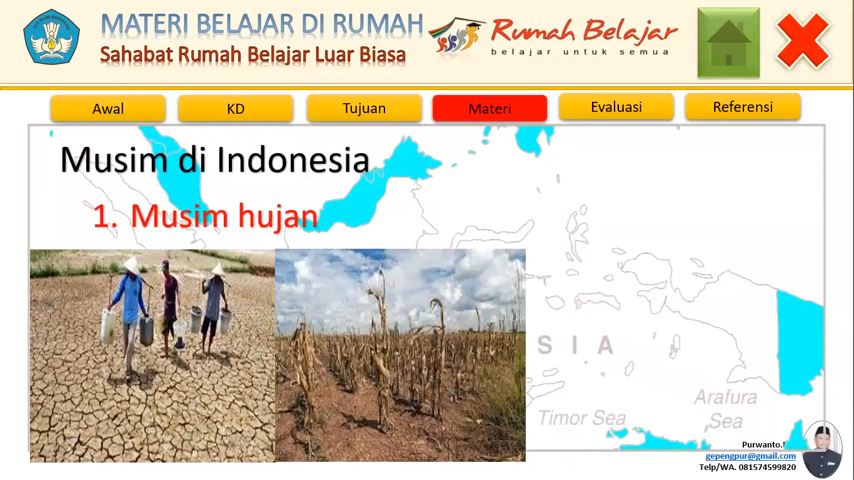 MATERI BELAJAR DI RUMAH
Sahabat Rumah Belajar Luar Biasa
Rumah Belajar
belajar untuk semua
Awal
KD
Tujuan
Materi
Evaluasi
Referensi
Musim di Indonesia
1. Musim hujan
S I A
Arafura
Sea
Timor Sea
gepengpur@gmail.com
Telp/WA. 081574599820